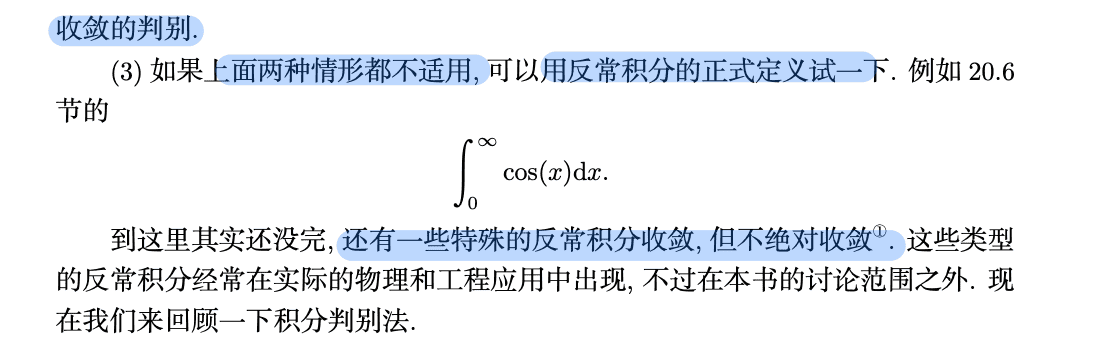 收敛的判别.
(3) 如果上面两种情形都不适用, 可以用反常积分的正式定义试一下. 例如 20.6
节的
∫₀^∞ cos(x)dx.
到这里其实还没完, 还有一些特殊的反常积分收敛, 但不绝对收敛①. 这些类型
的反常积分经常在实际的物理和工程应用中出现, 不过在本书的讨论范围之外. 现
在我们来回顾一下积分判别法.